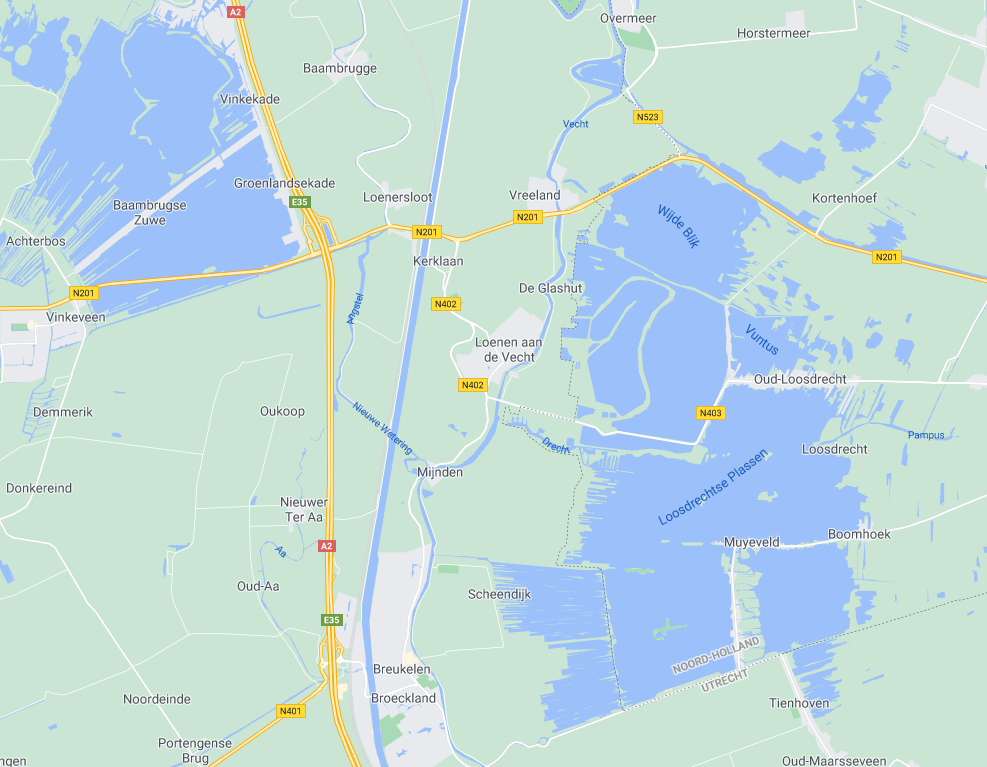 A2
Overmeer
Horstermeer
Baambrugge
Vinkekade
N523
Vecht
Groenlandsekade
E35
Loenersloot
Vreeland
Kortenhoef
Baambrugse
Zuwe
N201
Wijde Blik
N201
Achterbos
Kerklaan
N201
De Glashut
N201
N402
Angstel
Vinkeveen
Loenen aan
de Vecht
Vuntus
N402
Oud-Loosdrecht
Demmerik
Oukoop
N403
Nieuwe Wetering
Drecht
Pampus
Loosdrecht
Mijnden
Loosdrechtse Plassen
Donkereind
Nieuwer
Ter Aa
Boomhoek
Muyeveld
A2
Aa
Oud-Aa
Scheendijk
E35
NOORD-HOLLAND
UTRECHT
Breukelen
Broeckland
Noordeinde
Tienhoven
N401
Portengense
Brug
ngen
Oud-Maarsseveen